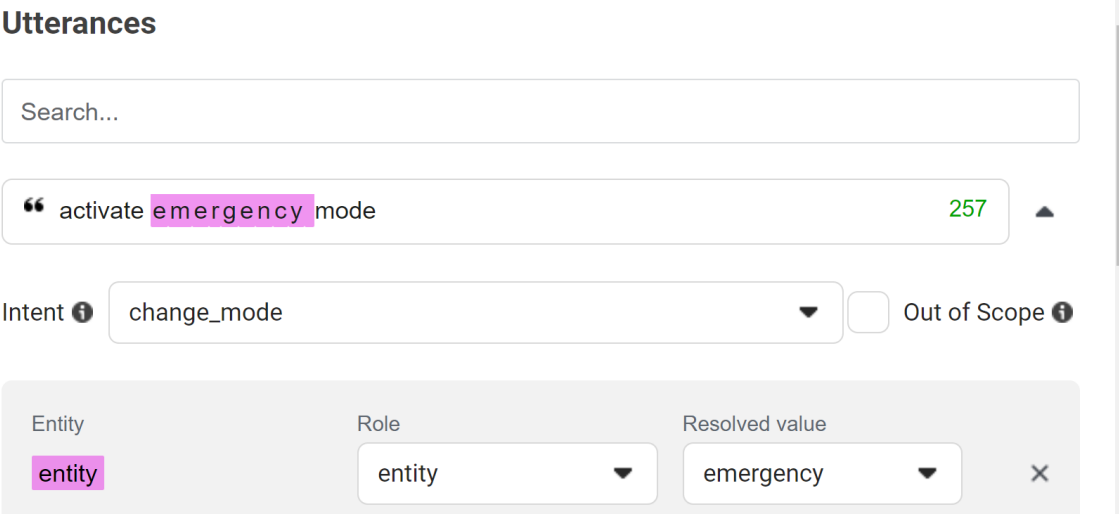 Utterances
Search...
❝ activate emergency mode 257
Intent change_mode Out of Scope
Entity Role Resolved value
entity entity emergency ×